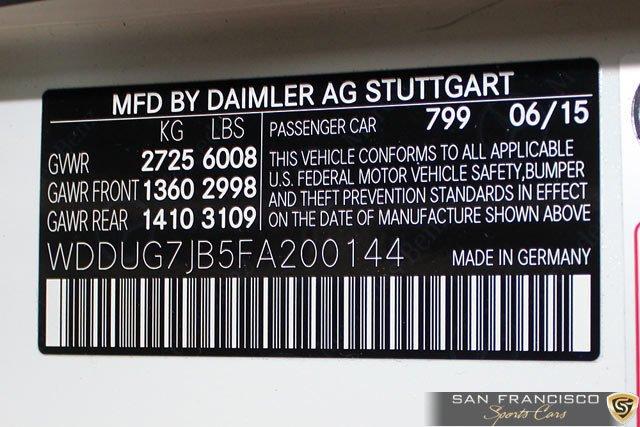 MFD BY DAIMLER AG STUTTGART
KG LBS
GVWR 2725 6008
GAWR FRONT 1360 2998
GAWR REAR 1410 3109
PASSENGER CAR 799 06/15
THIS VEHICLE CONFORMS TO ALL APPLICABLE
U.S. FEDERAL MOTOR VEHICLE SAFETY,BUMPER
AND THEFT PREVENTION STANDARDS IN EFFECT
ON THE DATE OF MANUFACTURE SHOWN ABOVE
WDDUG7JB5FA200144 MADE IN GERMANY
SAN FRANCISCO
Sports Cars